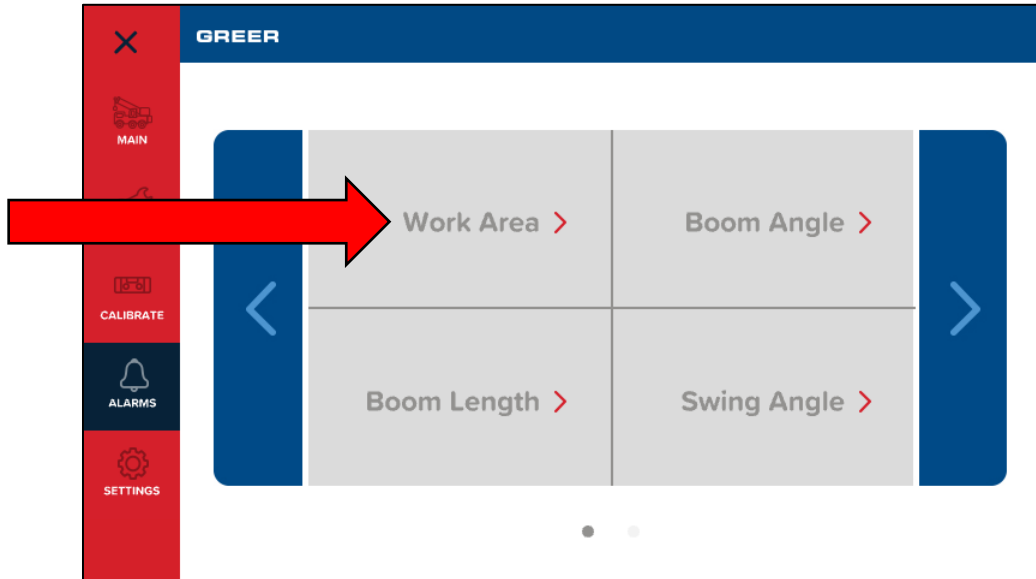 GREER
MAIN
CALIBRATE
ALARMS
SETTINGS
Work Area
Boom Angle
Boom Length
Swing Angle